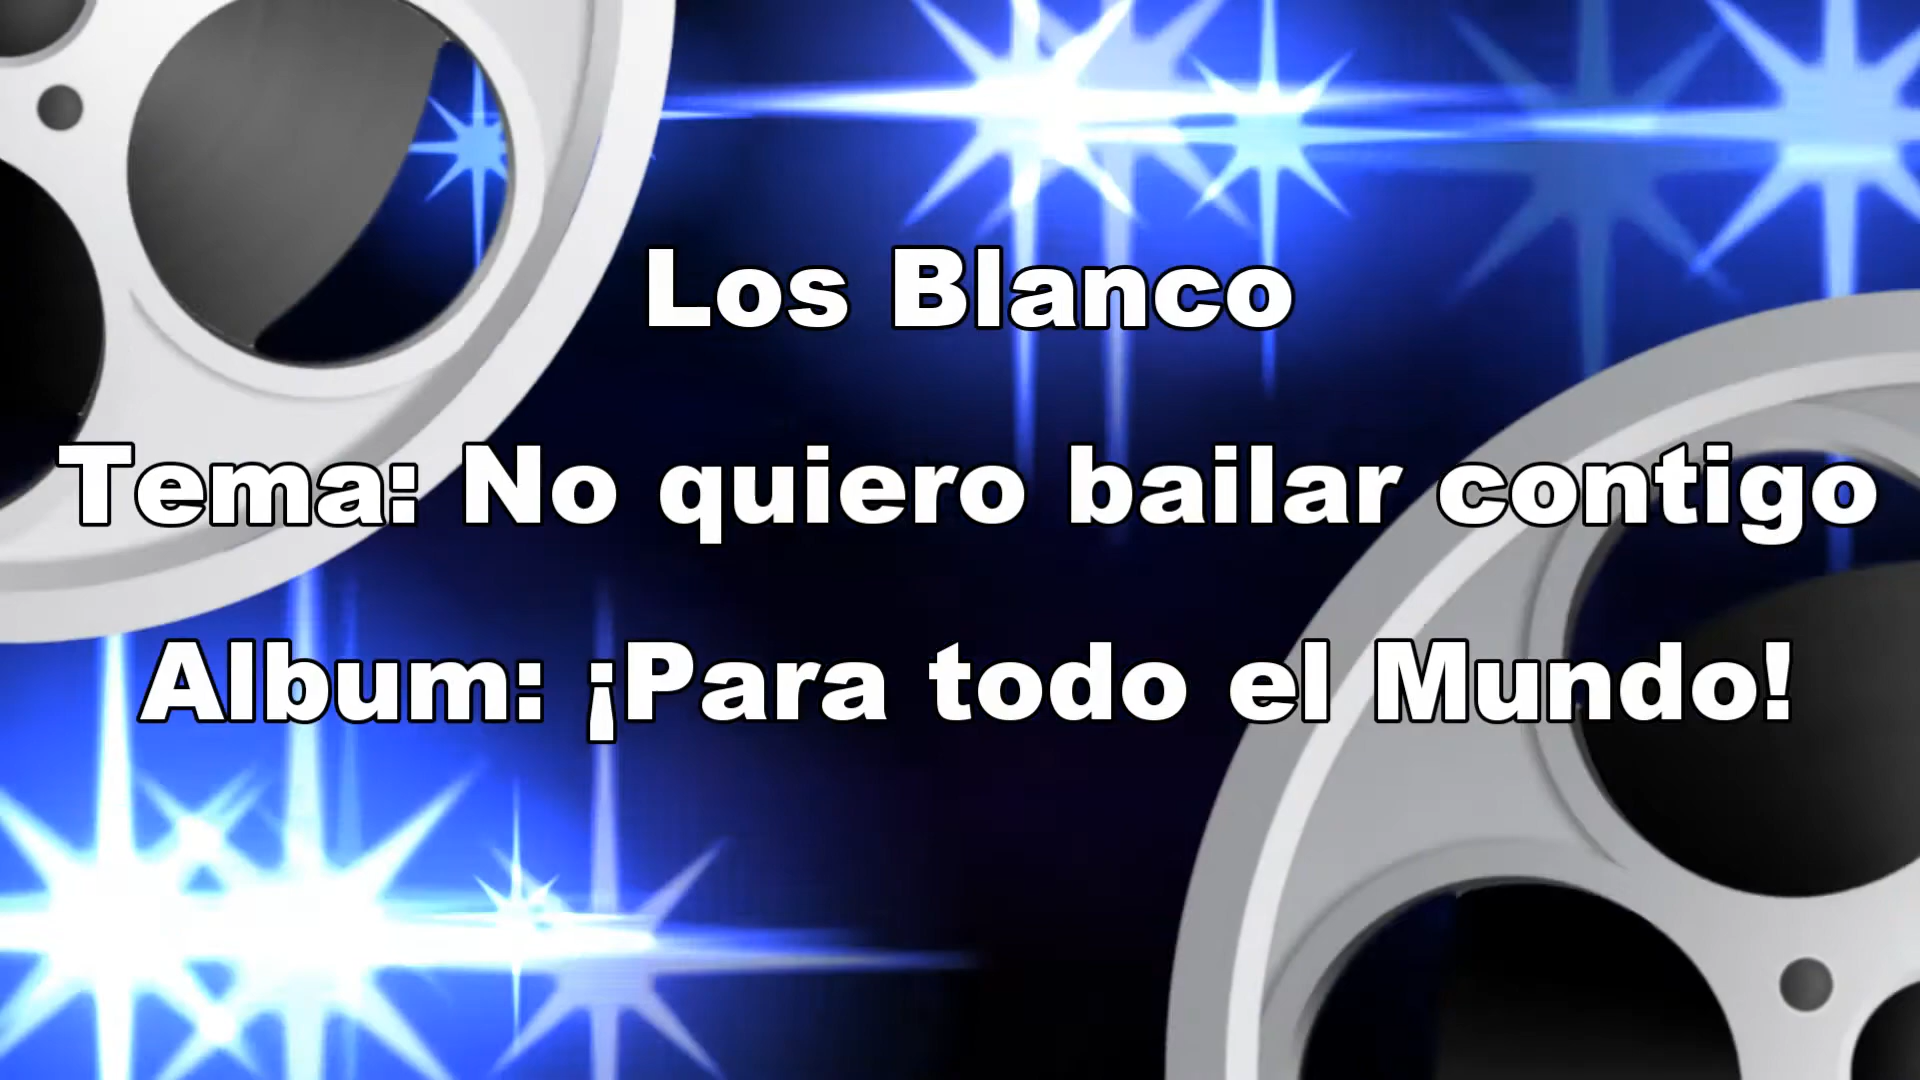 Los Blanco
Tema: No quiero bailar contigo
Album: ¡Para todo el Mundo!